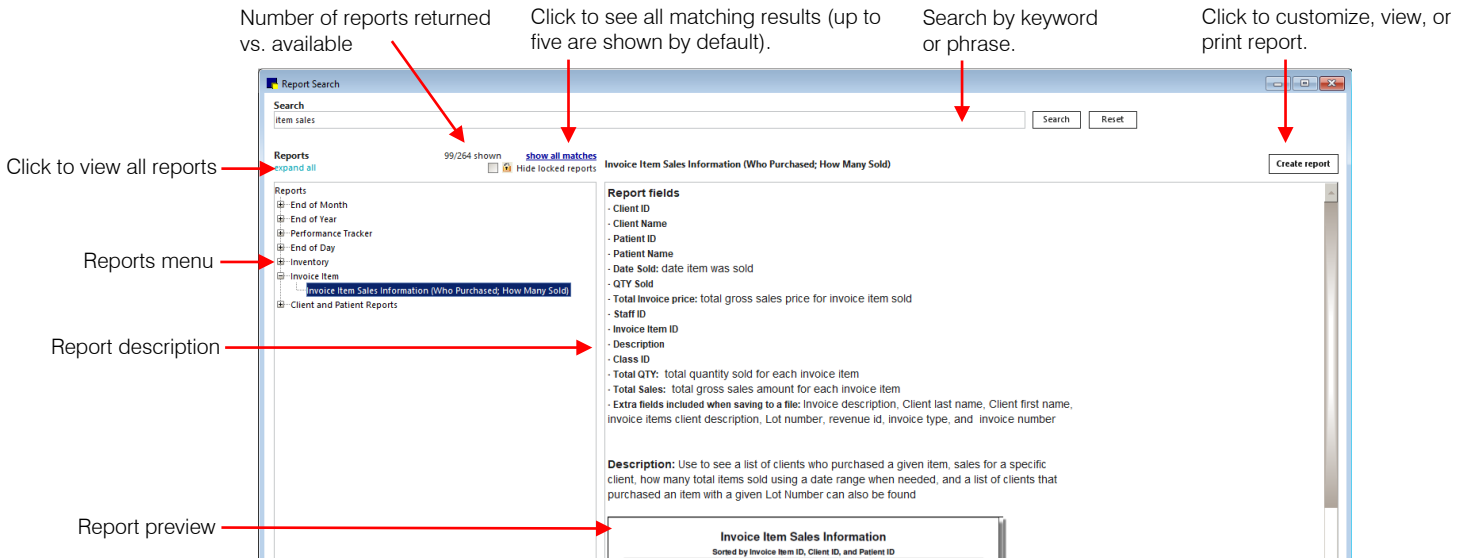 Number of reports returned
vs. available
Click to see all matching results (up to
five are shown by default).
Search by keyword
or phrase.
Click to customize, view, or
print report.
Report Search
Search
item sales
Search
Reset
Click to view all reports
Reports
99/264 shown
show all matches
expand all
Hide locked reports
Invoice Item Sales Information (Who Purchased; How Many Sold)
Create report
Reports menu
Reports
End of Month
End of Year
Performance Tracker
End of Day
Inventory
Invoice Item
Invoice Item Sales Information (Who Purchased; How Many Sold)
Client and Patient Reports
Report description
Report fields
· Client ID
· Client Name
· Patient ID
· Patient Name
· Date Sold: date item was sold
· QTY Sold
· Total Invoice price: total gross sales price for invoice item sold
· Staff ID
· Invoice Item ID
· Description
· Class ID
· Total QTY: total quantity sold for each invoice item
· Total Sales: total gross sales amount for each invoice item
· Extra fields included when saving to a file: Invoice description, Client last name, Client first name,
invoice items client description, Lot number, revenue id, invoice type, and invoice number
Description: Use to see a list of clients who purchased a given item, sales for a specific
client, how many total items sold using a date range when needed, and a list of clients that
purchased an item with a given Lot Number can also be found
Report preview
Invoice Item Sales Information
Sorted by Invoice Item ID, Client ID, and Patient ID